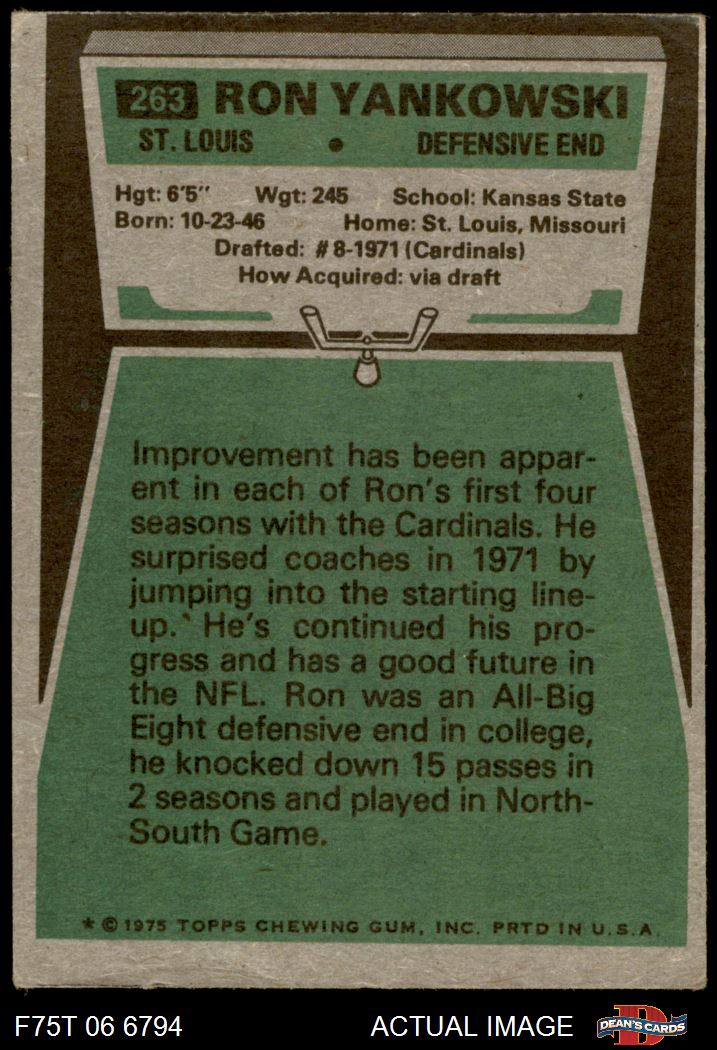 263 RON YANKOWSKI
ST. LOUIS • DEFENSIVE END
Hgt: 6'5" Wgt: 245 School: Kansas State
Born: 10-23-46 Home: St. Louis, Missouri
Drafted: #8-1971 (Cardinals)
How Acquired: via draft
Improvement has been appar-
ent in each of Ron's first four
seasons with the Cardinals. He
surprised coaches in 1971 by
jumping into the starting line-
up. He's continued his pro-
gress and has a good future in
the NFL. Ron was an All-Big
Eight defensive end in college,
he knocked down 15 passes in
2 seasons and played in North-
South Game.
* © 1975 TOPPS CHEWING GUM, INC. PRTD IN U.S.A.
F75T 06 6794 ACTUAL IMAGE D DEAN'S CARDS